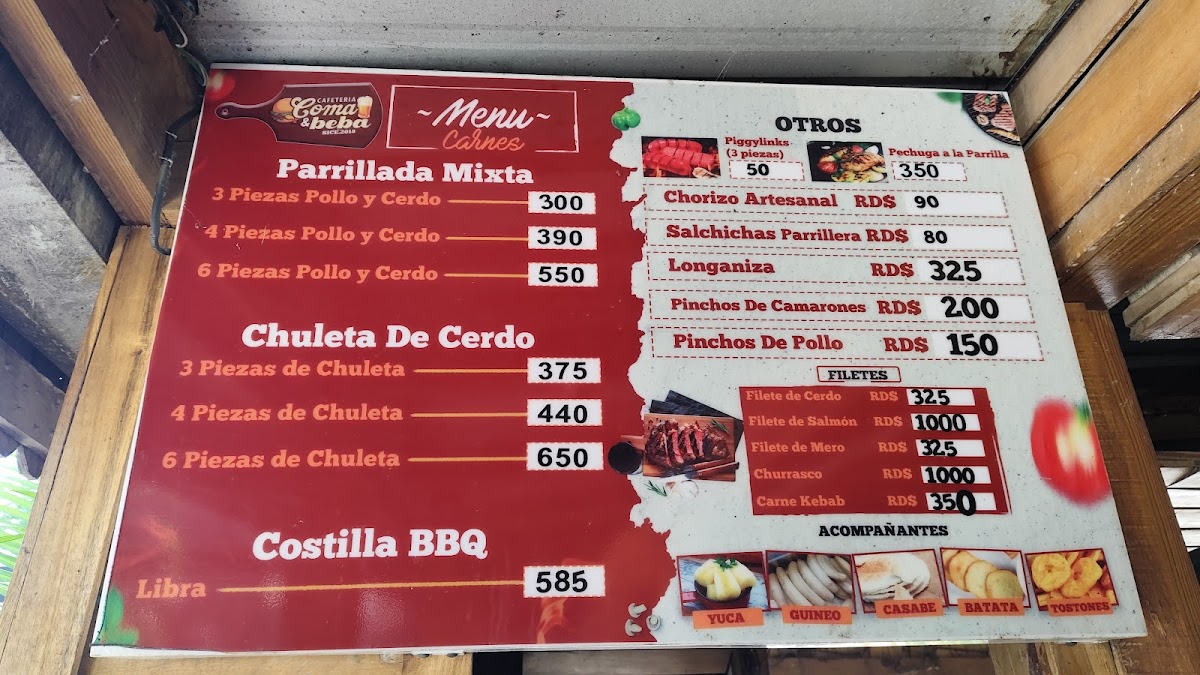 CAFETERIA
Coma
& beba
SICE.2018
~ Menu ~
Carnes
Parrillada Mixta
3 Piezas Pollo y Cerdo 300
4 Piezas Pollo y Cerdo 390
6 Piezas Pollo y Cerdo 550
Chuleta De Cerdo
3 Piezas de Chuleta 375
4 Piezas de Chuleta 440
6 Piezas de Chuleta 650
Costilla BBQ
Libra 585
OTROS
Piggylinks
(3 piezas)
50
Pechuga a la Parrilla
350
Chorizo Artesanal RD$ 90
Salchichas Parrillera RD$ 80
Longaniza RD$ 325
Pinchos De Camarones RD$ 200
Pinchos De Pollo RD$ 150
FILETES
Filete de Cerdo RD$ 325
Filete de Salmón RD$ 1000
Filete de Mero RD$ 325
Churrasco RD$ 1000
Carne Kebab RD$ 350
ACOMPAÑANTES
YUCA GUINEO CASABE BATATA TOSTONES